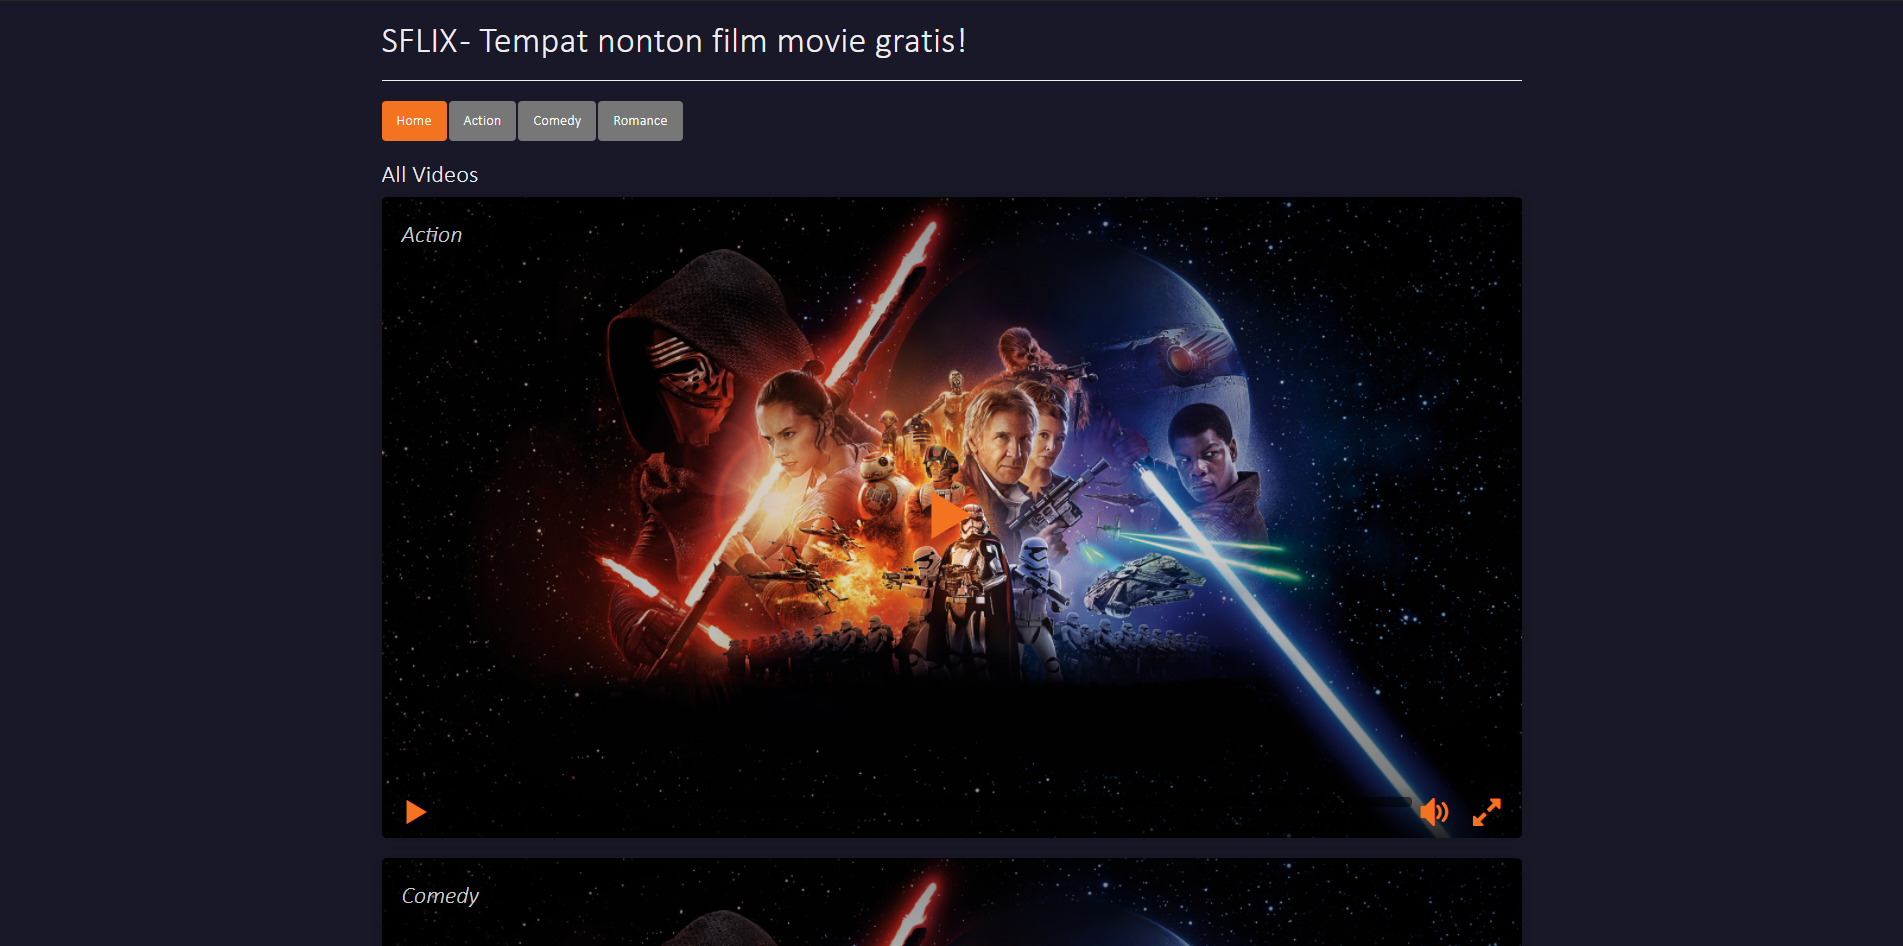 SFLIX- Tempat nonton film movie gratis!
Home Action Comedy Romance
All Videos
Action
Comedy